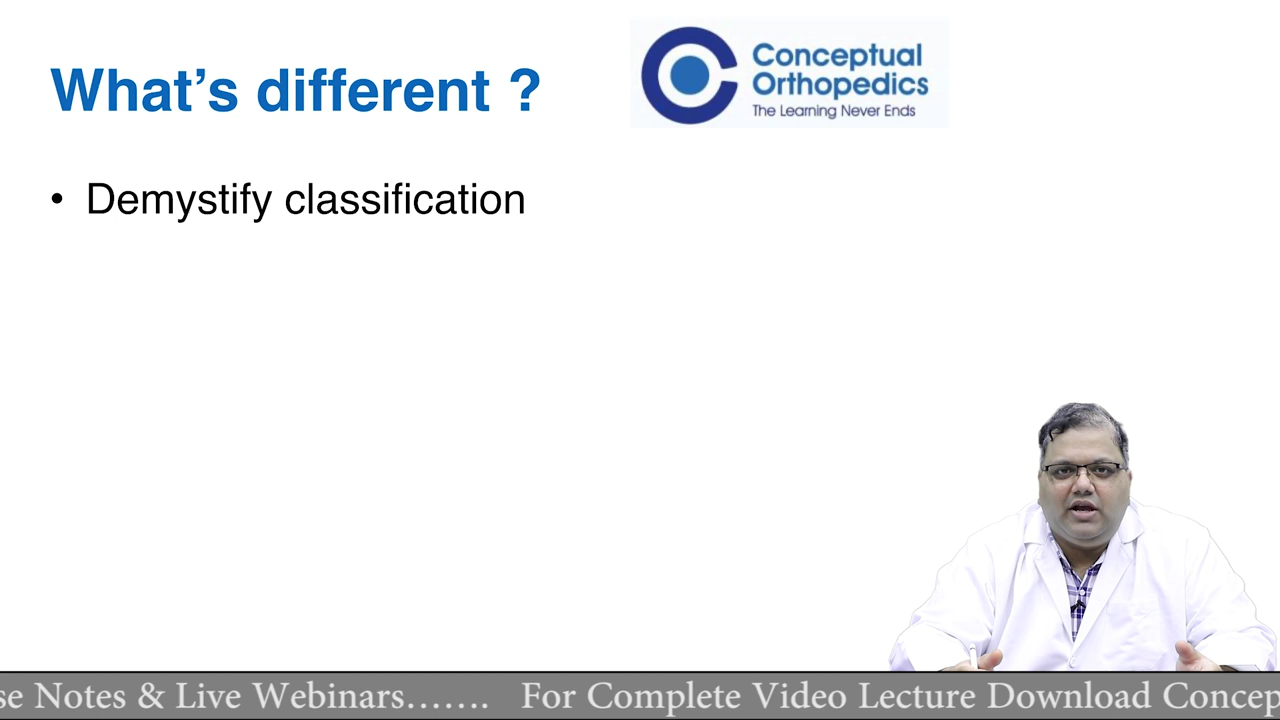 What's different ?
Conceptual
Orthopedics
The Learning Never Ends
• Demystify classification
se Notes & Live Webinars....... For Complete Video Lecture Download Concep